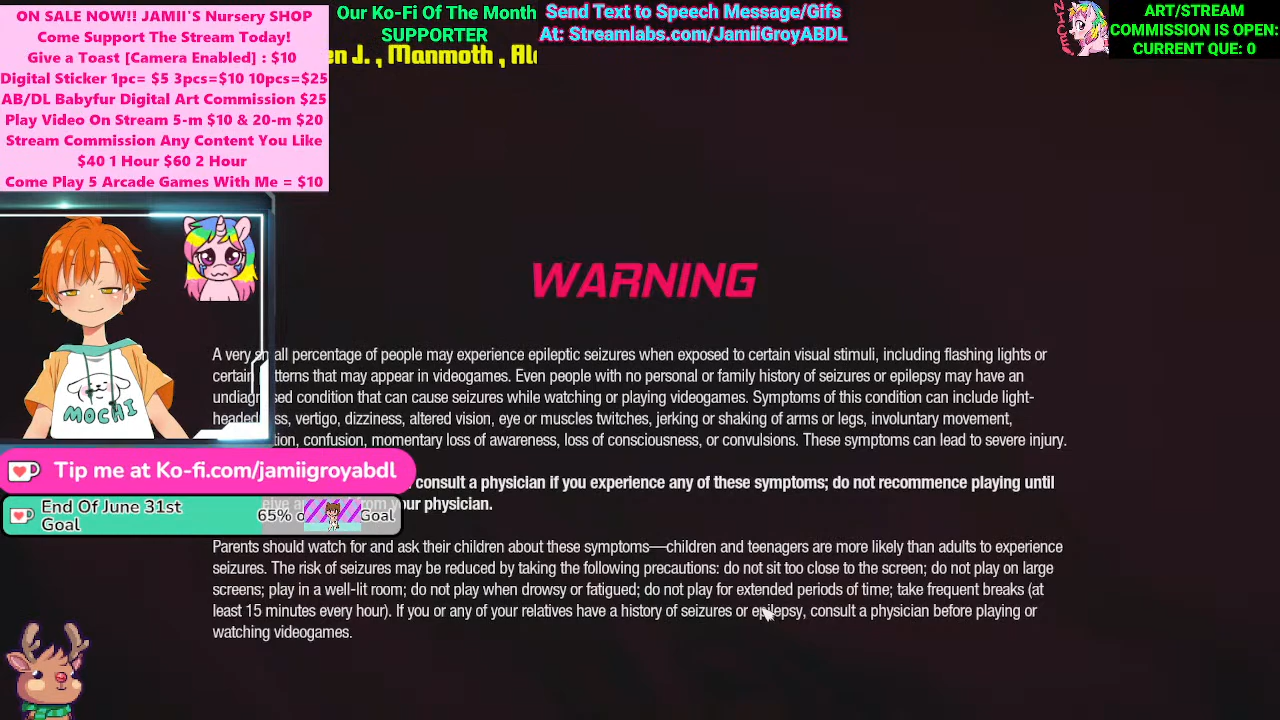 ON SALE NOW!! JAMII'S Nursery SHOP
Come Support The Stream Today!
Give a Toast [Camera Enabled] : $10
Digital Sticker 1pc= $5 3pcs=$10 10pcs=$25
AB/DL Babyfur Digital Art Commission $25
Play Video On Stream 5-m $10 & 20-m $20
Stream Commission Any Content You Like
$40 1 Hour $60 2 Hour
Come Play 5 Arcade Games With Me = $10
Our Ko-Fi Of The Month
SUPPORTER
en J. , Manmoth ,
Send Text to Speech Message/Gifs
At: Streamlabs.com/JamiiGroyABDL
ART/STREAM
COMMISSION IS OPEN:
CURRENT QUE: 0
WARNING
A very small percentage of people may experience epileptic seizures when exposed to certain visual stimuli, including flashing lights or
certain patterns that may appear in videogames. Even people with no personal or family history of seizures or epilepsy may have an
undiagnosed condition that can cause seizures while watching or playing videogames. Symptoms of this condition can include light-
headedness, vertigo, dizziness, altered vision, eye or muscles twitches, jerking or shaking of arms or legs, involuntary movement,
confusion, momentary loss of awareness, loss of consciousness, or convulsions. These symptoms can lead to severe injury.
consult a physician if you experience any of these symptoms; do not recommence playing until
from your physician.
Parents should watch for and ask their children about these symptoms—children and teenagers are more likely than adults to experience
seizures. The risk of seizures may be reduced by taking the following precautions: do not sit too close to the screen; do not play on large
screens; play in a well-lit room; do not play when drowsy or fatigued; do not play for extended periods of time; take frequent breaks (at
least 15 minutes every hour). If you or any of your relatives have a history of seizures or epilepsy, consult a physician before playing or
watching videogames.
MOCHI
Tip me at Ko-fi.com/jamiigroyabdl
End Of June 31st
Goal
65% o Goal